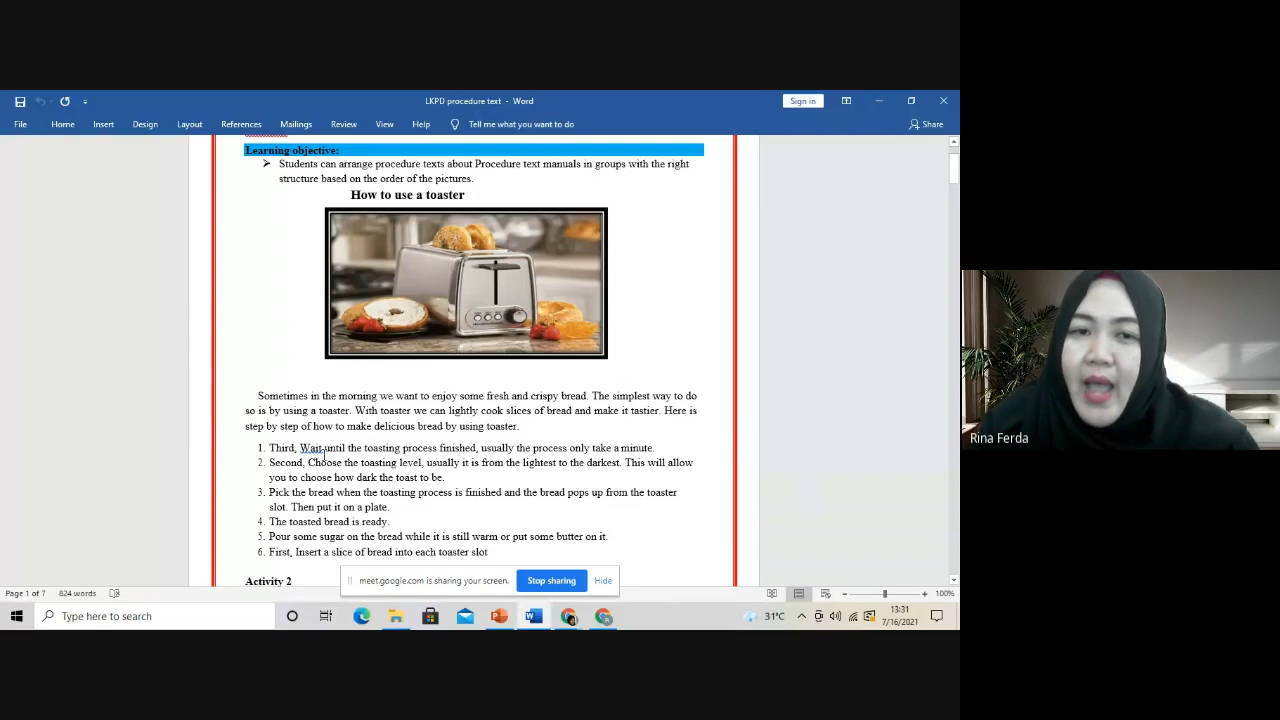 LKPD procedure text - Word
Sign in
File Home Insert Design Layout References Mailings Review View Help Tell me what you want to do Share
Learning objective:
Students can arrange procedure texts about Procedure text manuals in groups with the right
structure based on the order of the pictures.
How to use a toaster
Sometimes in the morning we want to enjoy some fresh and crispy bread. The simplest way to do
so is by using a toaster. With toaster we can lightly cook slices of bread and make it tastier. Here is
step by step of how to make delicious bread by using toaster.
1. Third, Wait until the toasting process finished, usually the process only take a minute.
2. Second, Choose the toasting level, usually it is from the lightest to the darkest. This will allow
you to choose how dark the toast to be.
3. Pick the bread when the toasting process is finished and the bread pops up from the toaster
slot. Then put it on a plate.
4. The toasted bread is ready.
5. Pour some sugar on the bread while it is still warm or put some butter on it.
6. First, Insert a slice of bread into each toaster slot
Activity 2
meet.google.com is sharing your screen. Stop sharing Hide
Page 1 of 7 824 words 100%
Type here to search 31°C 13:31
7/16/2021
Rina Ferda